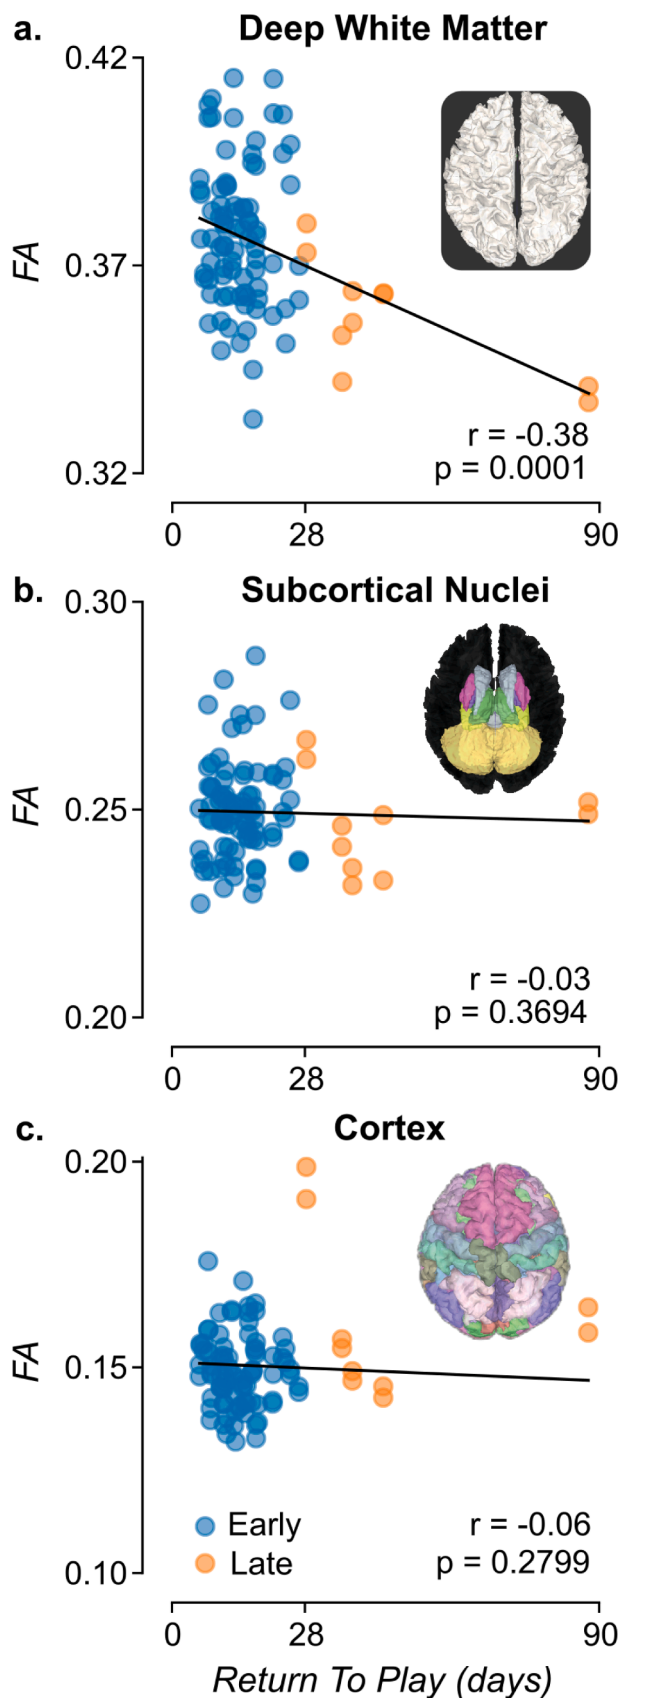 a. Deep White Matter
0.42
0.37
0.32
FA
r = -0.38
p = 0.0001
0 28 90
b. Subcortical Nuclei
0.30
0.25
0.20
FA
r = -0.03
p = 0.3694
0 28 90
c. Cortex
0.20
0.15
0.10
FA
Early
Late
r = -0.06
p = 0.2799
0 28 90
Return To Play (days)